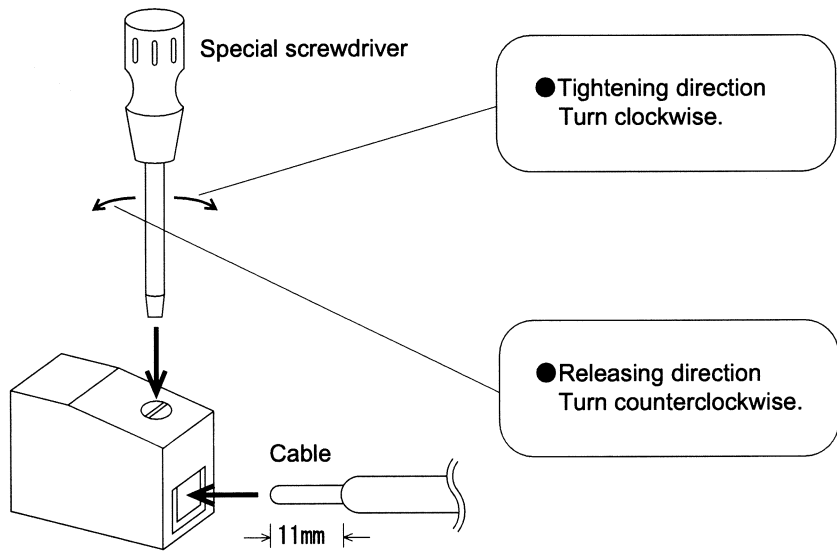 Special screwdriver
●Tightening direction
Turn clockwise.
●Releasing direction
Turn counterclockwise.
Cable
11mm